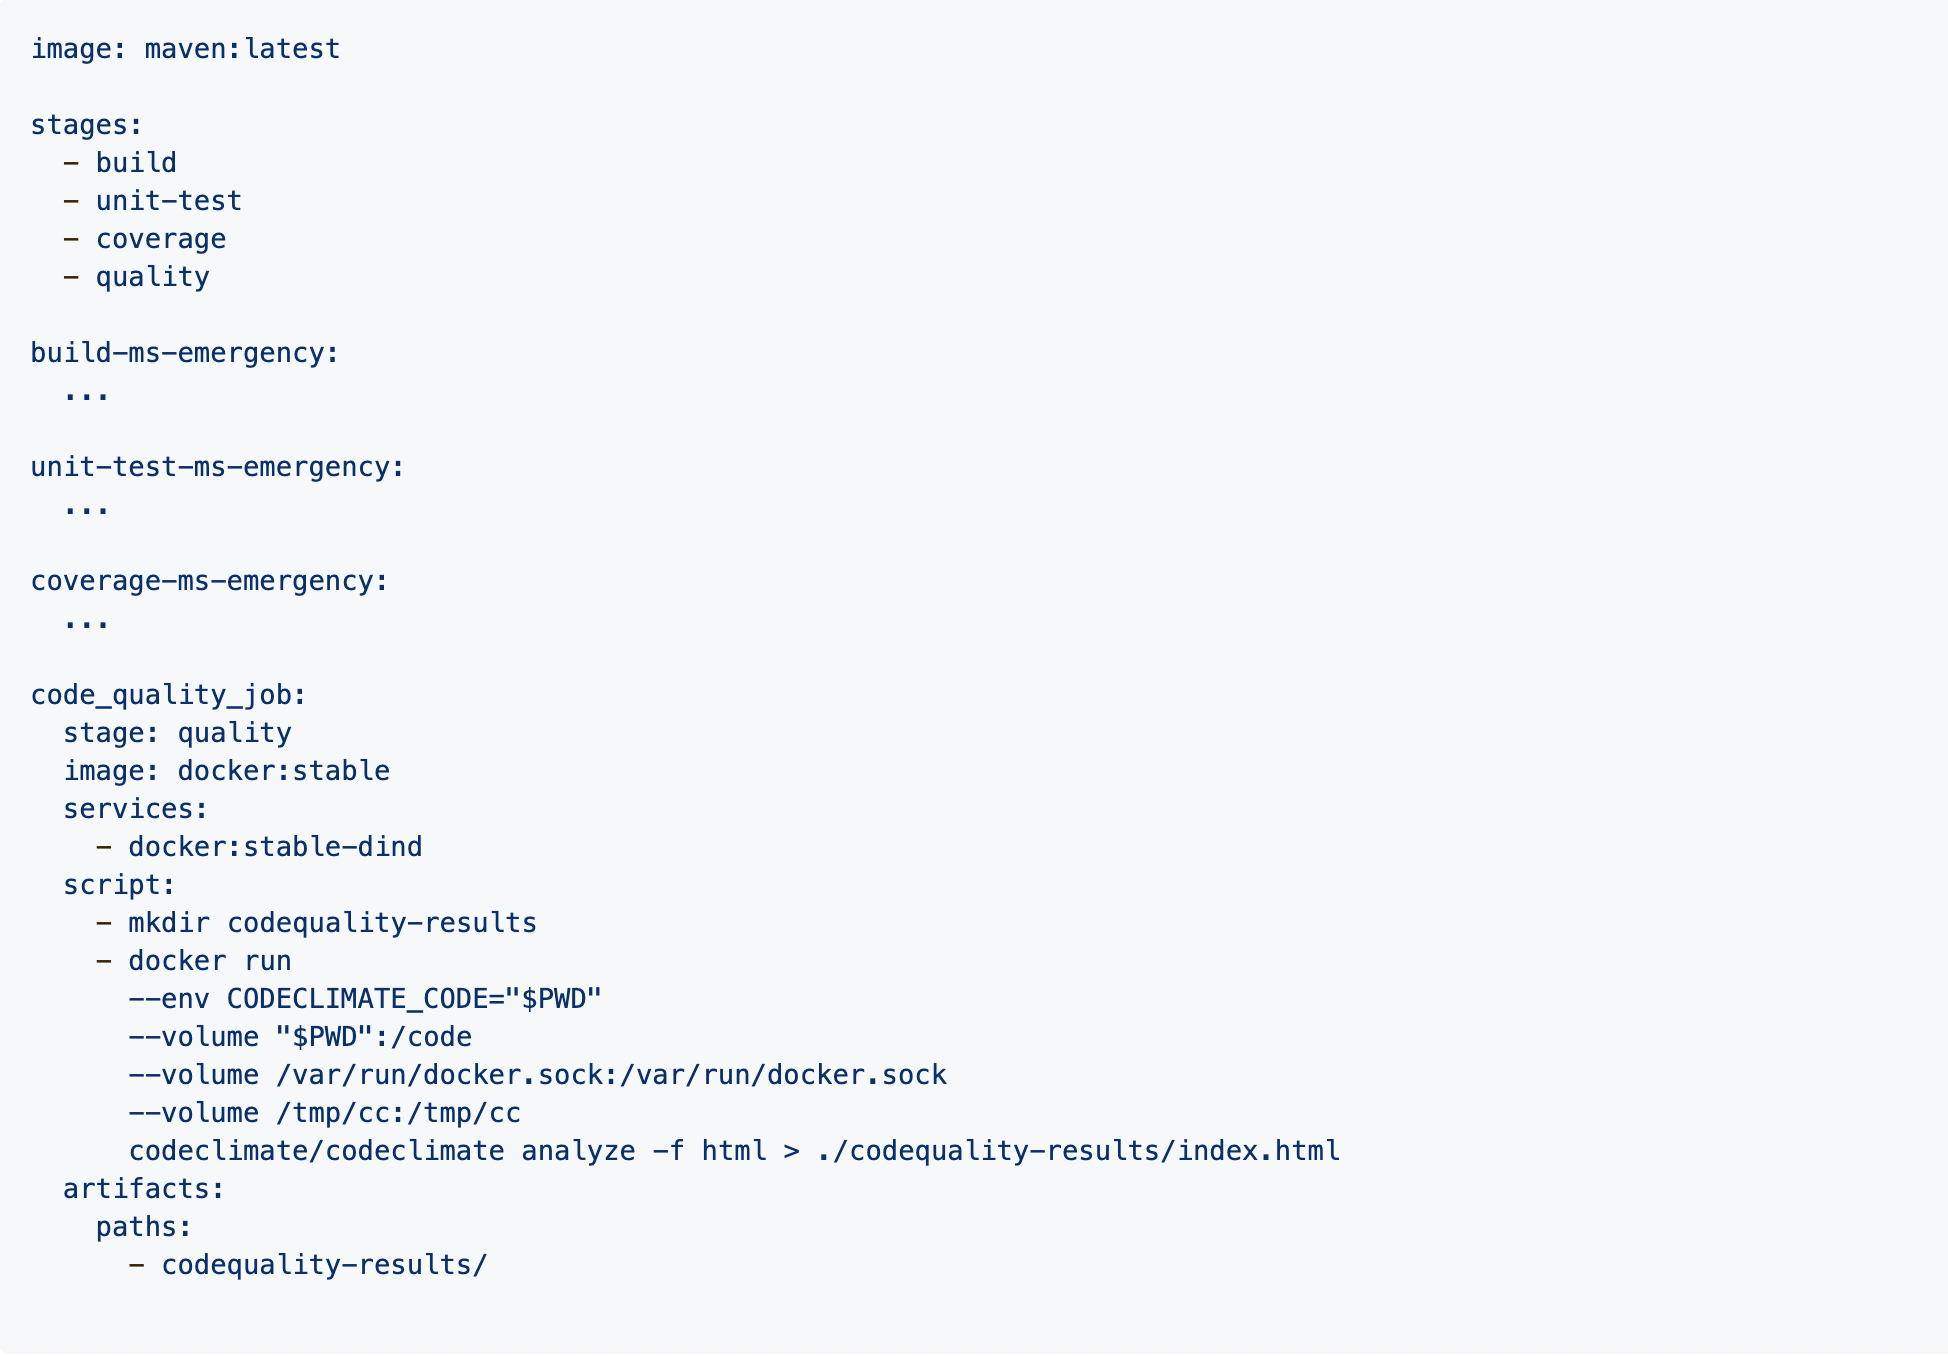 image: maven:latest

stages:
  - build
  - unit-test
  - coverage
  - quality

build-ms-emergency:
  ...

unit-test-ms-emergency:
  ...

coverage-ms-emergency:
  ...

code_quality_job:
  stage: quality
  image: docker:stable
  services:
    - docker:stable-dind
  script:
    - mkdir codequality-results
    - docker run
      --env CODECLIMATE_CODE="$PWD"
      --volume "$PWD":/code
      --volume /var/run/docker.sock:/var/run/docker.sock
      --volume /tmp/cc:/tmp/cc
      codeclimate/codeclimate analyze -f html > ./codequality-results/index.html
  artifacts:
    paths:
      - codequality-results/